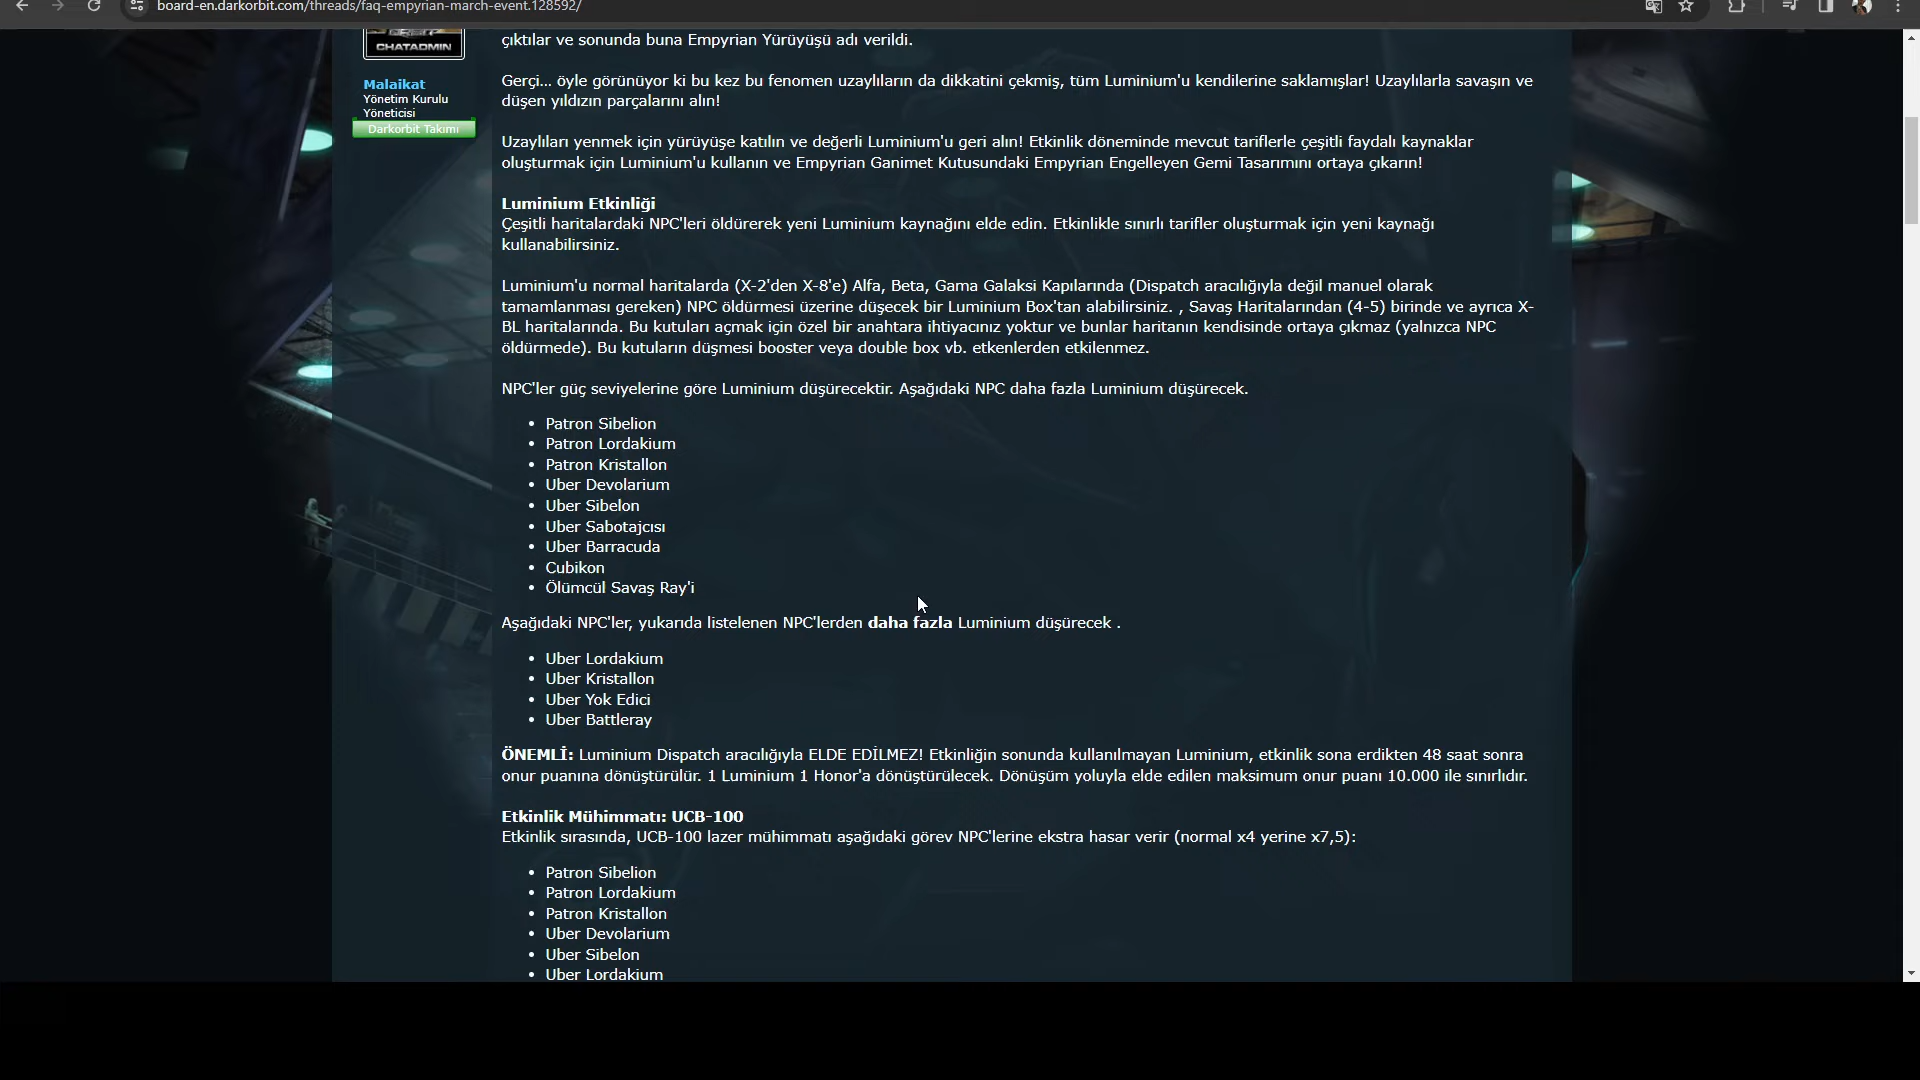 board-en.darkorbit.com/threads/faq-empyrian-march-event.128592/
çıktılar ve sonunda buna Empyrian Yürüyüşü adı verildi.
CHATADMIN
Malaikat
Yönetim Kurulu
Yöneticisi
Darkorbit Takımı
Gerçi... öyle görünüyor ki bu kez bu fenomen uzaylıların da dikkatini çekmiş, tüm Luminium'u kendilerine saklamışlar! Uzaylılarla savaşın ve
düşen yıldızın parçalarını alın!
Uzaylıları yenmek için yürüyüşe katılın ve değerli Luminium'u geri alın! Etkinlik döneminde mevcut tariflerle çeşitli faydalı kaynaklar
oluşturmak için Luminium'u kullanın ve Empyrian Ganimet Kutusundaki Empyrian Engelleyen Gemi Tasarımını ortaya çıkarın!
Luminium Etkinliği
Çeşitli haritalardaki NPC'leri öldürerek yeni Luminium kaynağını elde edin. Etkinlikle sınırlı tarifler oluşturmak için yeni kaynağı
kullanabilirsiniz.
Luminium'u normal haritalarda (X-2'den X-8'e) Alfa, Beta, Gama Galaksi Kapılarında (Dispatch aracılığıyla değil manuel olarak
tamamlanması gereken) NPC öldürmesi üzerine düşecek bir Luminium Box'tan alabilirsiniz. , Savaş Haritalarından (4-5) birinde ve ayrıca X-
BL haritalarında. Bu kutuları açmak için özel bir anahtara ihtiyacınız yoktur ve bunlar haritanın kendisinde ortaya çıkmaz (yalnızca NPC
öldürmede). Bu kutuların düşmesi booster veya double box vb. etkenlerden etkilenmez.
NPC'ler güç seviyelerine göre Luminium düşürecektir. Aşağıdaki NPC daha fazla Luminium düşürecek.
• Patron Sibelion
• Patron Lordakium
• Patron Kristallon
• Uber Devolarium
• Uber Sibelon
• Uber Sabotajcısı
• Uber Barracuda
• Cubikon
• Ölümcül Savaş Ray'i
Aşağıdaki NPC'ler, yukarıda listelenen NPC'lerden daha fazla Luminium düşürecek .
• Uber Lordakium
• Uber Kristallon
• Uber Yok Edici
• Uber Battleray
ÖNEMLİ: Luminium Dispatch aracılığıyla ELDE EDİLMEZ! Etkinliğin sonunda kullanılmayan Luminium, etkinlik sona erdikten 48 saat sonra
onur puanına dönüştürülür. 1 Luminium 1 Honor'a dönüştürülecek. Dönüşüm yoluyla elde edilen maksimum onur puanı 10.000 ile sınırlıdır.
Etkinlik Mühimmatı: UCB-100
Etkinlik sırasında, UCB-100 lazer mühimmatı aşağıdaki görev NPC'lerine ekstra hasar verir (normal x4 yerine x7,5):
• Patron Sibelion
• Patron Lordakium
• Patron Kristallon
• Uber Devolarium
• Uber Sibelon
• Uber Lordakium